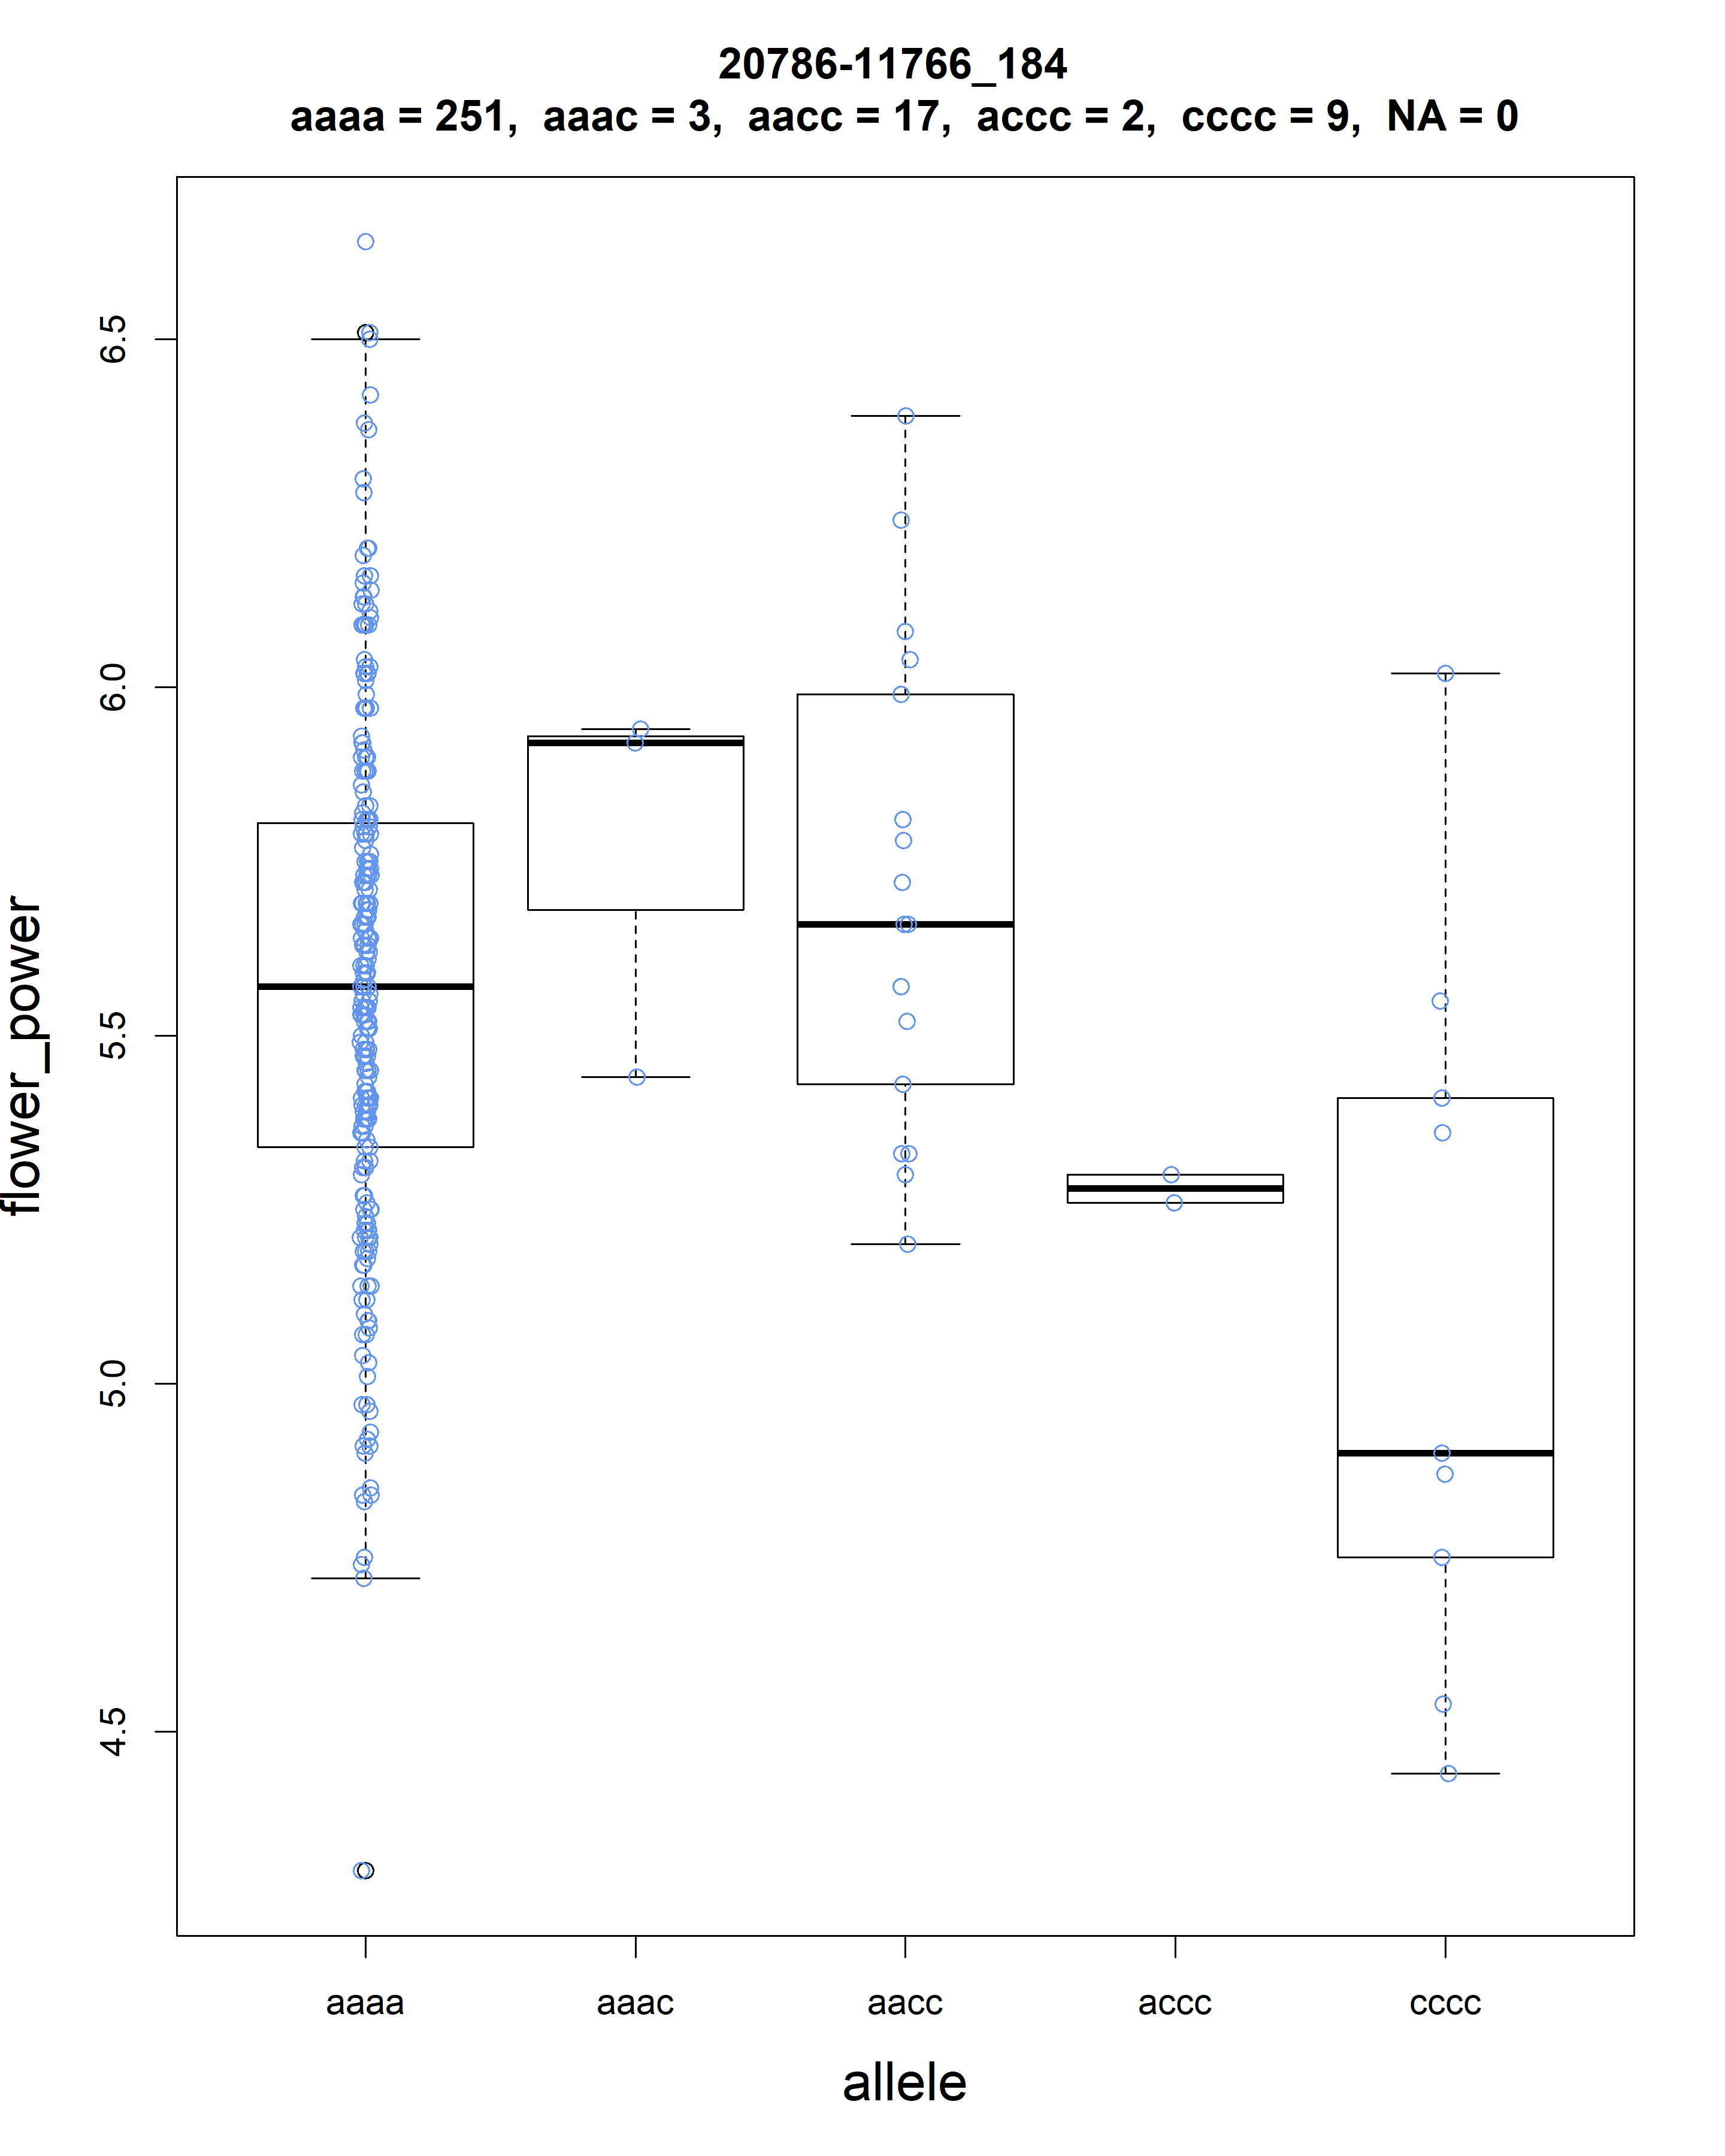 20786-11766_184
aaaa = 251,  aaac = 3,  aacc = 17,  accc = 2,  cccc = 9,  NA = 0
flower_power
6.5
6.0
5.5
5.0
4.5
aaaa aaac aacc accc cccc
allele